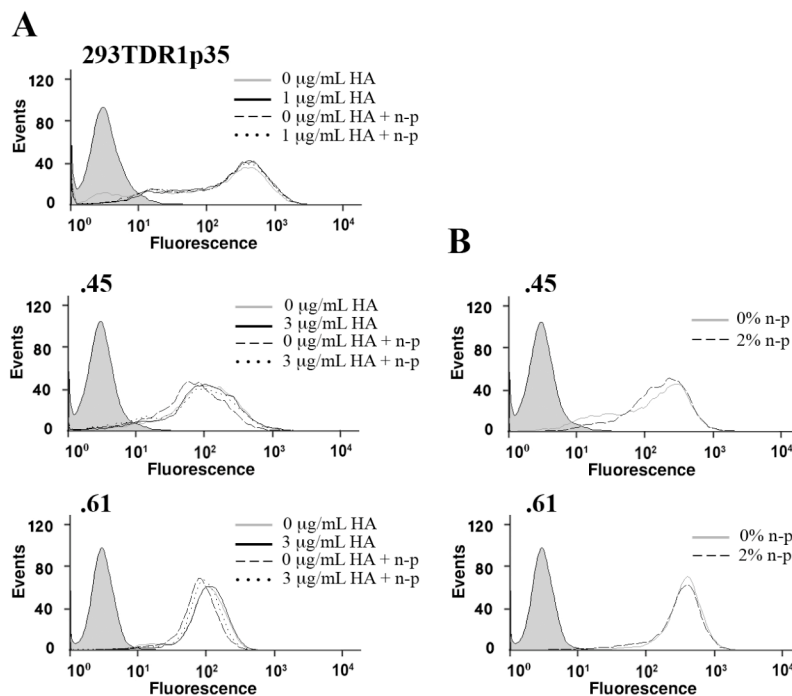 A
293TDR1p35
120
80
40
0
Events
10⁰ 10¹ 10² 10³ 10⁴
Fluorescence
0 μg/mL HA
1 μg/mL HA
0 μg/mL HA + n-p
1 μg/mL HA + n-p
.45
120
80
40
0
Events
10⁰ 10¹ 10² 10³ 10⁴
Fluorescence
0 μg/mL HA
3 μg/mL HA
0 μg/mL HA + n-p
3 μg/mL HA + n-p
.61
120
80
40
0
Events
10⁰ 10¹ 10² 10³ 10⁴
Fluorescence
0 μg/mL HA
3 μg/mL HA
0 μg/mL HA + n-p
3 μg/mL HA + n-p
B
.45
120
80
40
0
Events
10⁰ 10¹ 10² 10³ 10⁴
Fluorescence
0% n-p
2% n-p
.61
120
80
40
0
Events
10⁰ 10¹ 10² 10³ 10⁴
Fluorescence
0% n-p
2% n-p